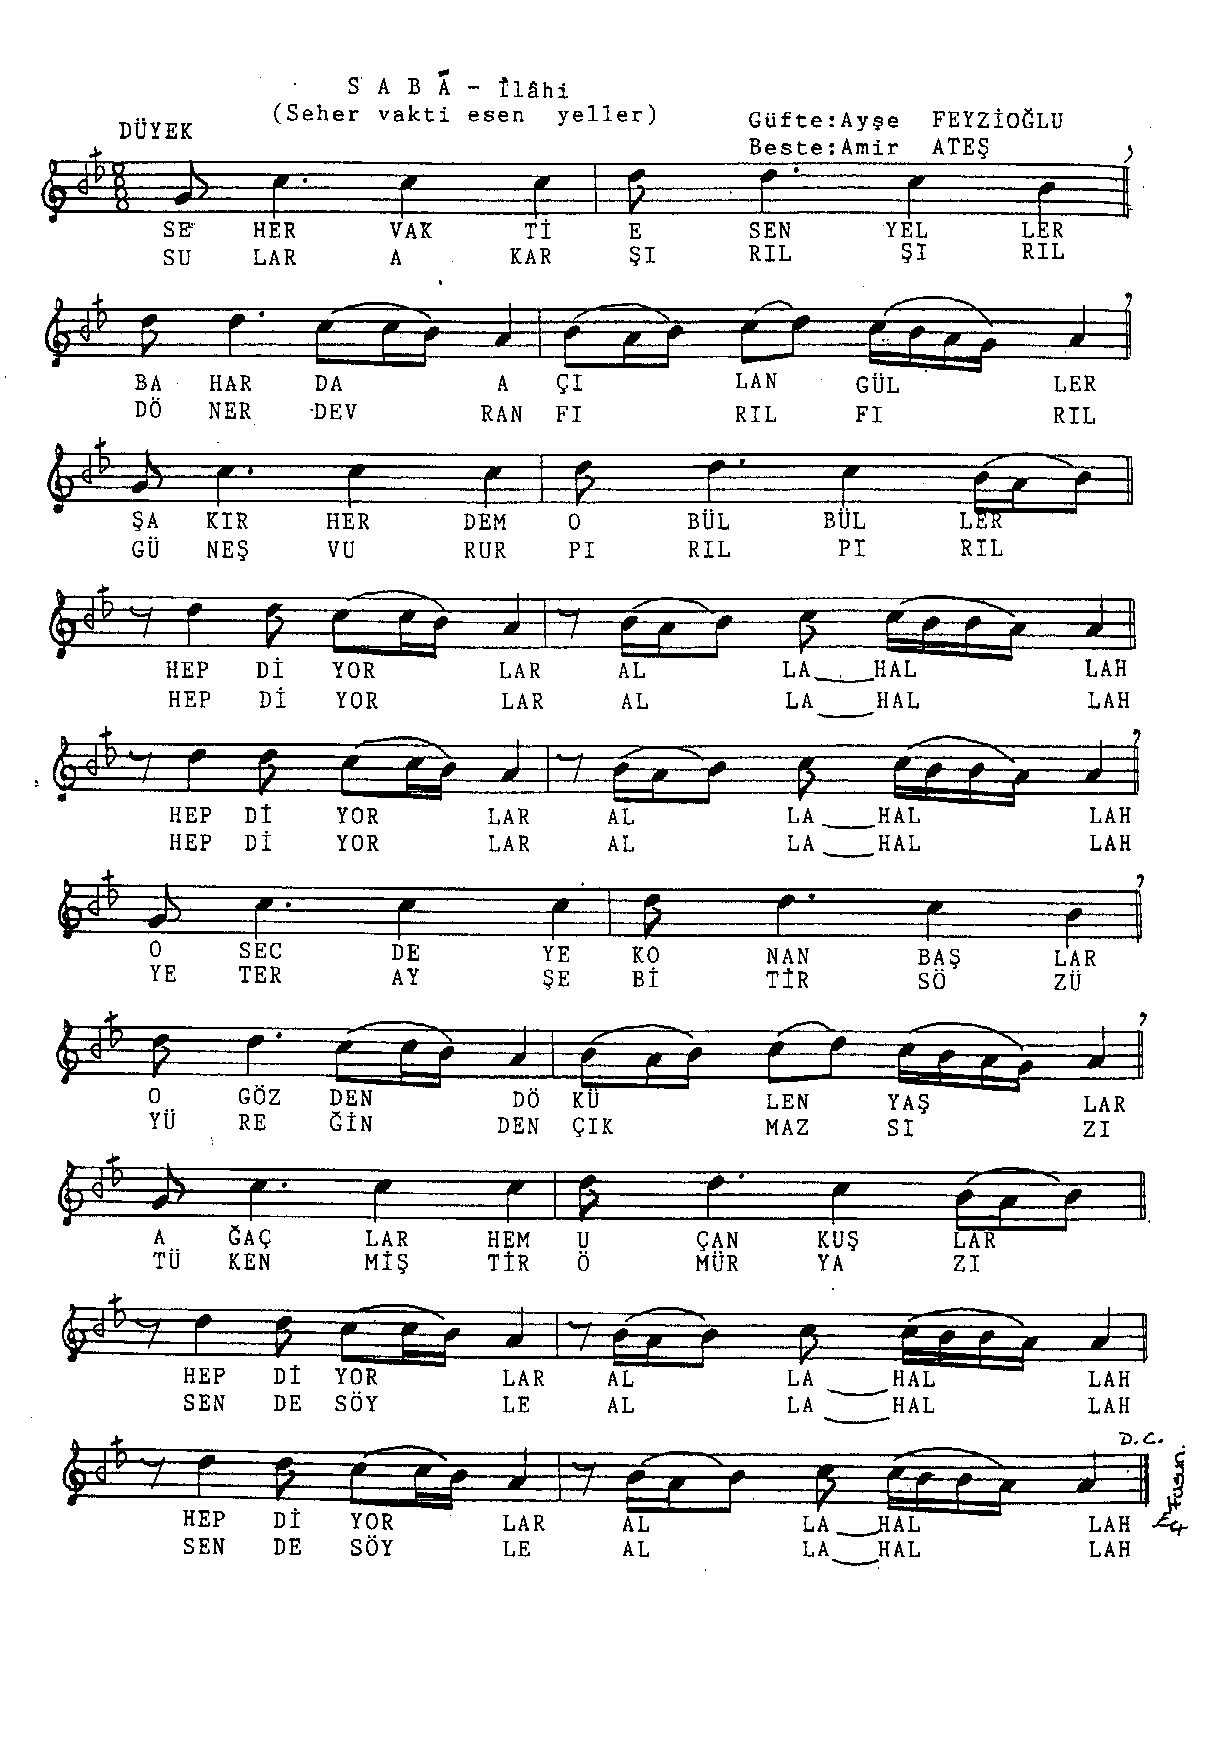 S A B Ā - İlâhi
(Seher vakti esen yeller)
DÜYEK
Güfte:Ayşe FEYZİOĞLU
Beste:Amir ATEŞ
8
8
SE HER VAK Tİ E SEN YEL LER
SU LAR A KAR ŞI RIL ŞI RIL
BA HAR DA A ÇI LAN GÜL LER
DÖ NER DEV RAN FI RIL FI RIL
ŞA KIR HER DEM O BÜL BÜL LER
GÜ NEŞ VU RUR PI RIL PI RIL
HEP Dİ YOR LAR AL LA HAL LAH
HEP Dİ YOR LAR AL LA HAL LAH
HEP Dİ YOR LAR AL LA HAL LAH
HEP Dİ YOR LAR AL LA HAL LAH
O SEC DE YE KO NAN BAŞ LAR
YE TER AY ŞE Bİ TİR SÖ ZÜ
O GÖZ DEN DÖ KÜ LEN YAŞ LAR
YÜ RE ĞİN DEN ÇIK MAZ SI ZI
A ĞAÇ LAR HEM U ÇAN KUŞ LAR
TÜ KEN MİŞ TİR Ö MÜR YA ZI
HEP Dİ YOR LAR AL LA HAL LAH
SEN DE SÖY LE AL LA HAL LAH
D.C.
HEP Dİ YOR LAR AL LA HAL LAH
SEN DE SÖY LE AL LA HAL LAH